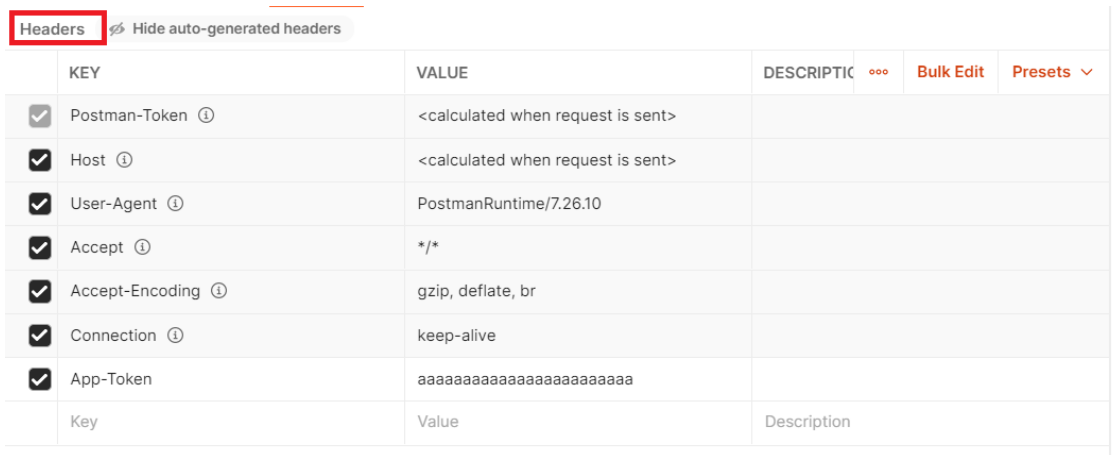 Headers Hide auto-generated headers
KEY VALUE DESCRIPTIC ooo Bulk Edit Presets
Postman-Token <calculated when request is sent>
Host <calculated when request is sent>
User-Agent PostmanRuntime/7.26.10
Accept */*
Accept-Encoding gzip, deflate, br
Connection keep-alive
App-Token aaaaaaaaaaaaaaaaaaaaaaaa
Key Value Description